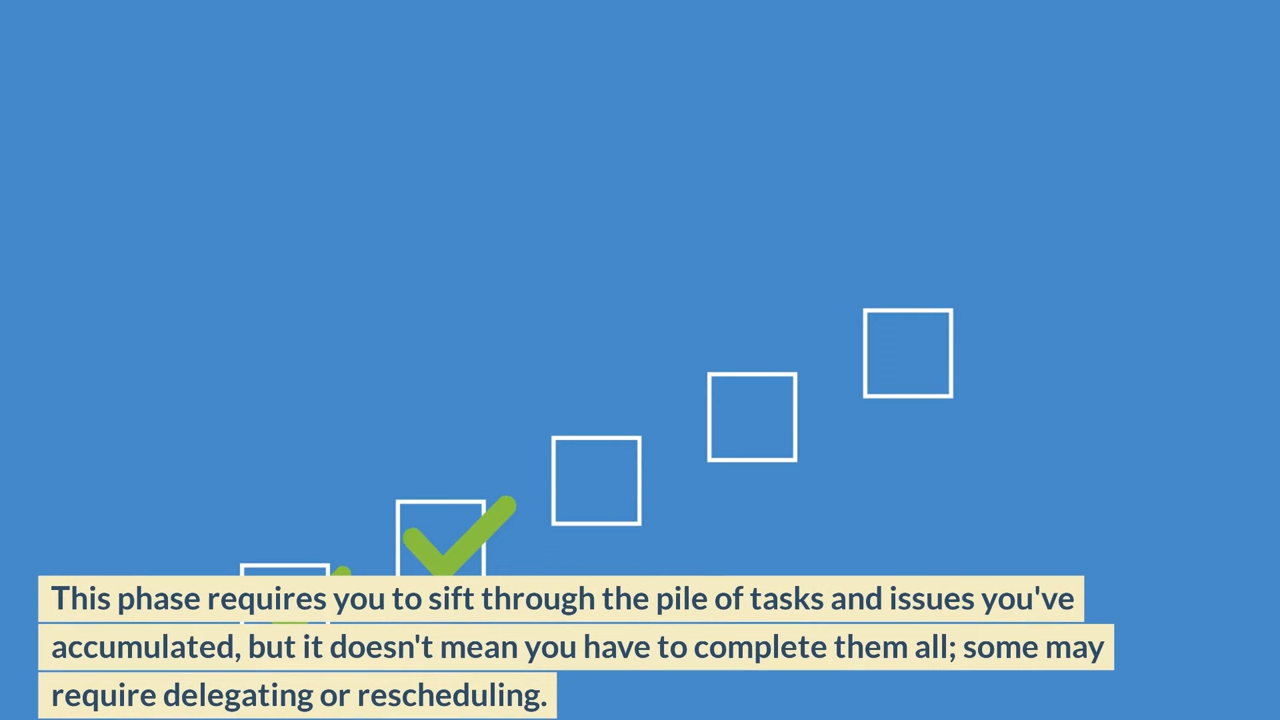 This phase requires you to sift through the pile of tasks and issues you've
accumulated, but it doesn't mean you have to complete them all; some may
require delegating or rescheduling.